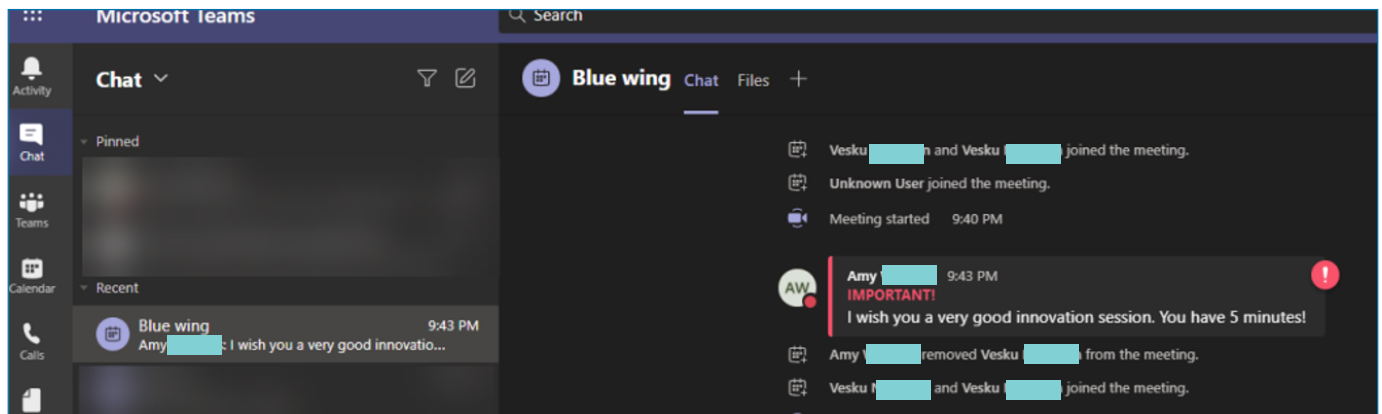 Microsoft Teams
Search
Activity
Chat
Teams
Calendar
Calls
Chat
Pinned
Recent
Blue wing 9:43 PM
Amy : I wish you a very good innovatio...
Blue wing Chat Files
Vesku n and Vesku joined the meeting.
Unknown User joined the meeting.
Meeting started 9:40 PM
AW
Amy 9:43 PM
IMPORTANT!
I wish you a very good innovation session. You have 5 minutes!
Amy removed Vesku from the meeting.
Vesku and Vesku joined the meeting.